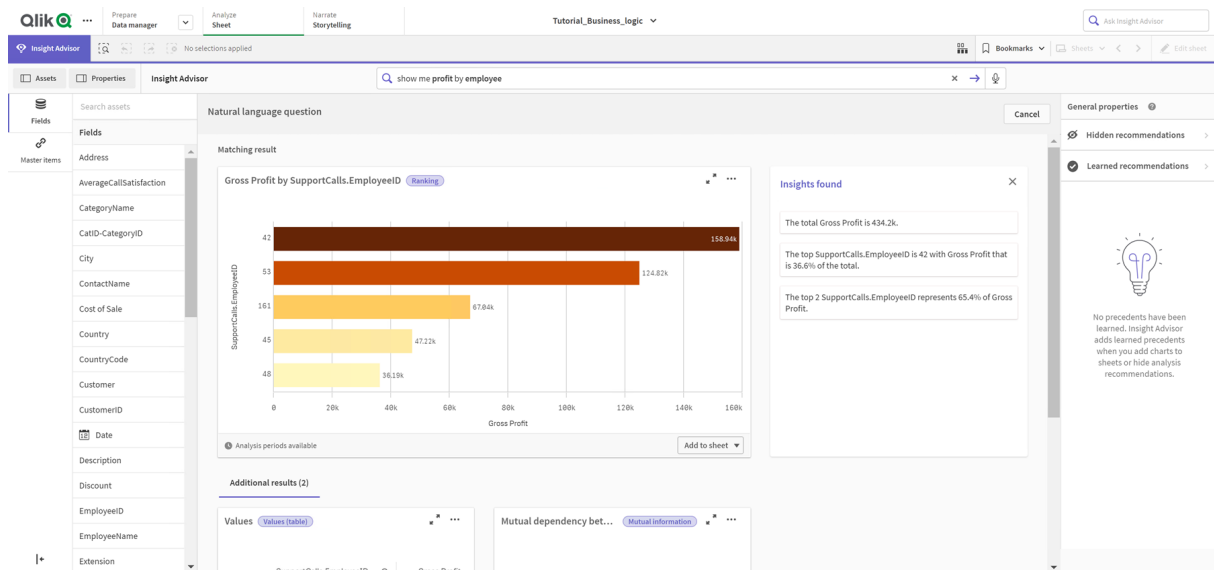 Qlik
Prepare
Data manager
Analyze
Sheet
Narrate
Storytelling
Tutorial_Business_logic
Ask Insight Advisor
Insight Advisor
No selections applied
Bookmarks
Sheets
Edit sheet
Assets
Properties
Insight Advisor
show me profit by employee
Fields
Master items
Search assets
Fields
Address
AverageCallSatisfaction
CategoryName
CatID-CategoryID
City
ContactName
Cost of Sale
Country
CountryCode
Customer
CustomerID
Date
Description
Discount
EmployeeID
EmployeeName
Extension
Natural language question
Cancel
Matching result
Gross Profit by SupportCalls.EmployeeID
Ranking
SupportCalls.EmployeeID
42
158.94k
53
124.82k
161
67.04k
45
47.22k
48
36.19k
0 20k 40k 60k 80k 100k 120k 140k 160k
Gross Profit
Analysis periods available
Add to sheet
Insights found
The total Gross Profit is 434.2k.
The top SupportCalls.EmployeeID is 42 with Gross Profit that
is 36.6% of the total.
The top 2 SupportCalls.EmployeeID represents 65.4% of Gross
Profit.
Additional results (2)
Values
Values (table)
Mutual dependency bet...
Mutual information
General properties
Hidden recommendations
Learned recommendations
No precedents have been
learned. Insight Advisor
adds learned precedents
when you add charts to
sheets or hide analysis
recommendations.